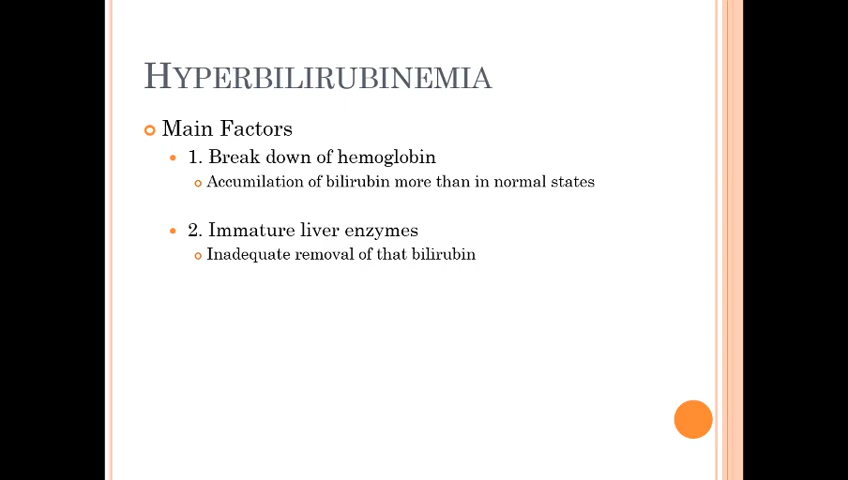 HYPERBILIRUBINEMIA
Main Factors
1. Break down of hemoglobin
Accumilation of bilirubin more than in normal states
2. Immature liver enzymes
Inadequate removal of that bilirubin